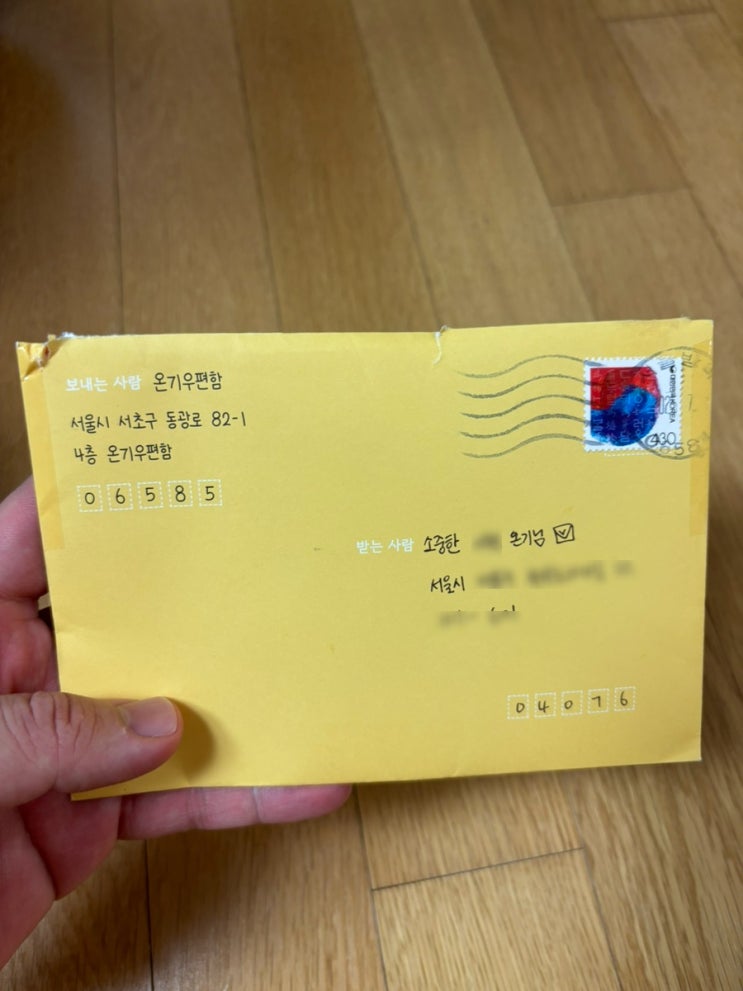 보내는 사람 온기우편함
서울시 서초구 동광로 82-1
4층 온기우편함
06585
430
받는 사람 소중한 온기님
서울시
04076